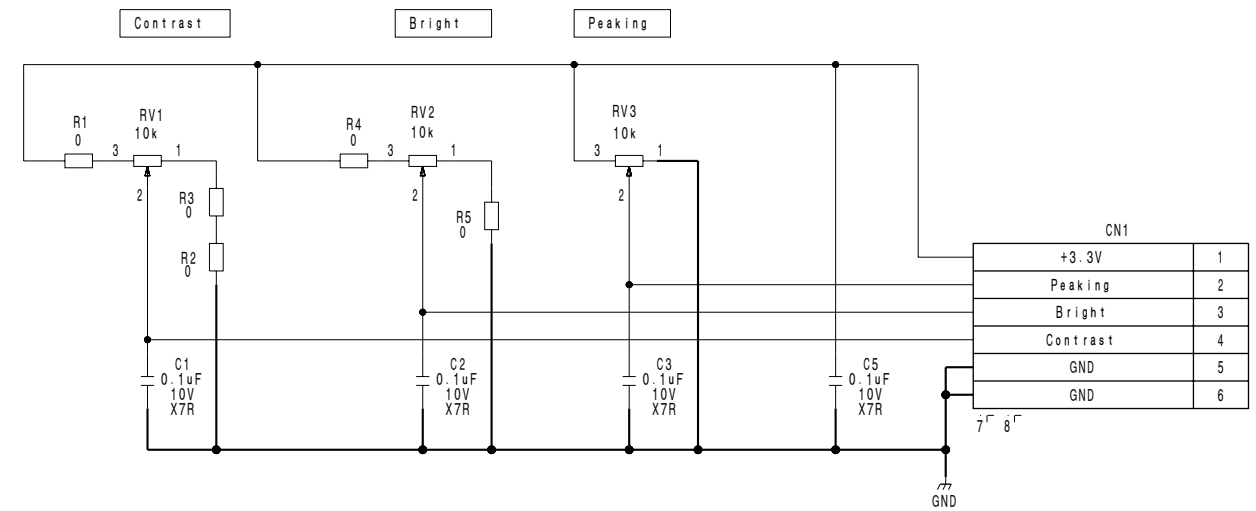 Contrast
Bright
Peaking
R1
0
RV1
10k
3
1
2
R3
0
R2
0
R4
0
RV2
10k
3
1
2
R5
0
RV3
10k
3
1
2
C1
0.1uF
10V
X7R
C2
0.1uF
10V
X7R
C3
0.1uF
10V
X7R
C5
0.1uF
10V
X7R
CN1
+3.3V 1
Peaking 2
Bright 3
Contrast 4
GND 5
GND 6
7 8
GND